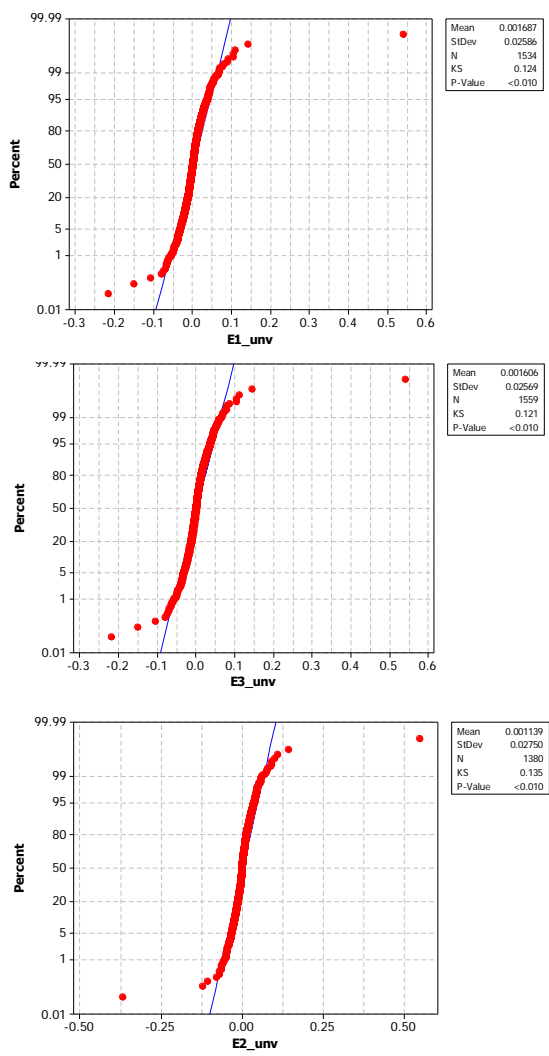 99.99
99
95
80
50
20
5
1
0.01
Percent
-0.3 -0.2 -0.1 0.0 0.1 0.2 0.3 0.4 0.5 0.6
E1_unv
Mean 0.001687
StDev 0.02586
N 1534
KS 0.124
P-Value <0.010
99.99
99
95
80
50
20
5
1
0.01
Percent
-0.3 -0.2 -0.1 0.0 0.1 0.2 0.3 0.4 0.5 0.6
E3_unv
Mean 0.001606
StDev 0.02569
N 1559
KS 0.121
P-Value <0.010
99.99
99
95
80
50
20
5
1
0.01
Percent
-0.50 -0.25 0.00 0.25 0.50
E2_unv
Mean 0.001139
StDev 0.02750
N 1380
KS 0.135
P-Value <0.010